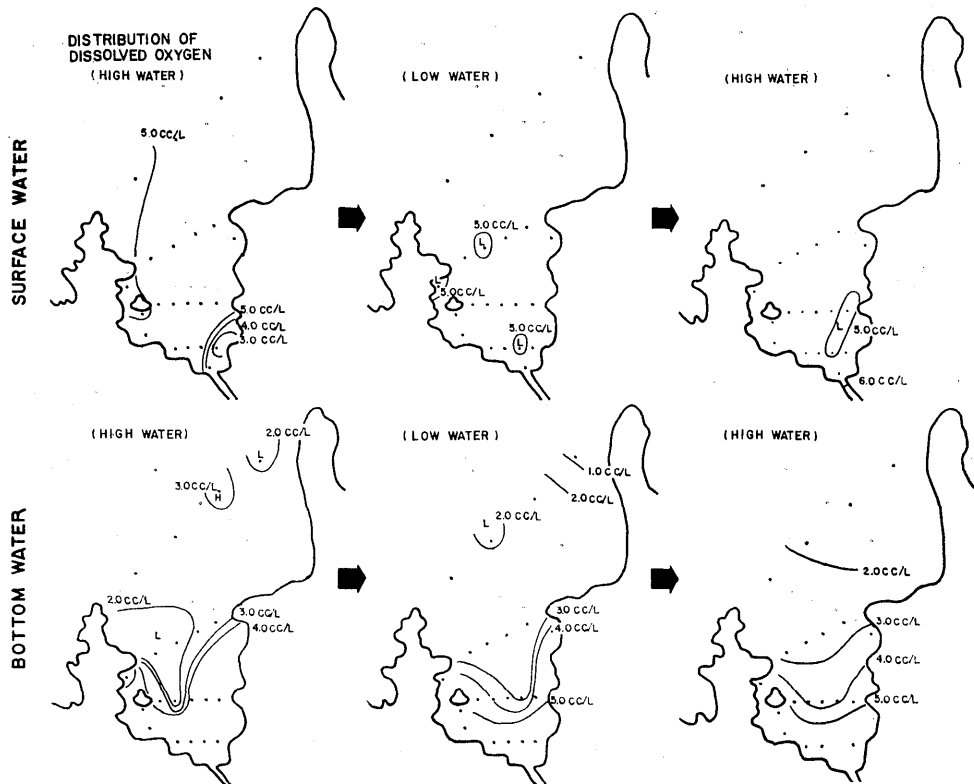 DISTRIBUTION OF
DISSOLVED OXYGEN
(HIGH WATER)
(LOW WATER)
(HIGH WATER)
SURFACE WATER
5.0 CC/L
5.0 CC/L
4.0 CC/L
3.0 CC/L
5.0 CC/L
L
L
5.0 CC/L
5.0 CC/L
L
L
5.0 CC/L
6.0 CC/L
(HIGH WATER)
(LOW WATER)
(HIGH WATER)
BOTTOM WATER
2.0 CC/L
L
3.0 CC/L
H
2.0 CC/L
L
3.0 CC/L
4.0 CC/L
1.0 CC/L
2.0 CC/L
2.0 CC/L
L
3.0 CC/L
4.0 CC/L
5.0 CC/L
2.0 CC/L
3.0 CC/L
4.0 CC/L
5.0 CC/L